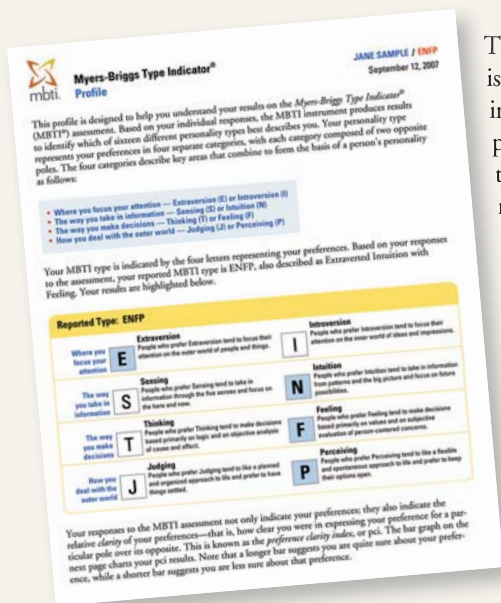 mbti.
Myers-Briggs Type Indicator®
Profile
JANE SAMPLE / ENFP
September 12, 2007
This profile is designed to help you understand your results on the Myers-Briggs Type Indicator®
(MBTI®) assessment. Based on your individual responses, the MBTI instrument produces results
to identify which of sixteen different personality types best describes you. Your personality type
represents your preferences in four separate categories, with each category composed of two opposite
poles. The four categories describe key areas that combine to form the basis of a person's personality
as follows:
• Where you focus your attention — Extraversion (E) or Introversion (I)
• The way you take in information — Sensing (S) or Intuition (N)
• The way you make decisions — Thinking (T) or Feeling (F)
• How you deal with the outer world — Judging (J) or Perceiving (P)
Your MBTI type is indicated by the four letters representing your preferences. Based on your responses
to the assessment, your reported MBTI type is ENFP, also described as Extraverted Intuition with
Feeling. Your results are highlighted below.
Reported Type: ENFP
Where you
focus your
attention
E
Extraversion
People who prefer Extraversion tend to focus their
attention on the outer world of people and things.
I
Introversion
People who prefer Introversion tend to focus their
attention on the inner world of ideas and impressions.
The way
you take in
information
S
Sensing
People who prefer Sensing tend to take in
information through the five senses and focus on
the here and now.
N
Intuition
People who prefer Intuition tend to take in information
from patterns and the big picture and focus on future
possibilities.
The way
you make
decisions
T
Thinking
People who prefer Thinking tend to make decisions
based primarily on logic and on objective analysis
of cause and effect.
F
Feeling
People who prefer Feeling tend to make decisions
based primarily on values and on subjective
evaluation of person-centered concerns.
How you
deal with the
outer world
J
Judging
People who prefer Judging tend to like a planned
and organized approach to life and prefer to have
things settled.
P
Perceiving
People who prefer Perceiving tend to like a flexible
and spontaneous approach to life and prefer to keep
their options open.
Your responses to the MBTI assessment not only indicate your preferences; they also indicate the
relative clarity of your preferences—that is, how clear you were in expressing your preference for a par-
ticular pole over its opposite. This is known as the preference clarity index, or pci. The bar graph on the
next page charts your pci results. Note that a longer bar suggests you are quite sure about your prefer-
ence, while a shorter bar suggests you are less sure about that preference.